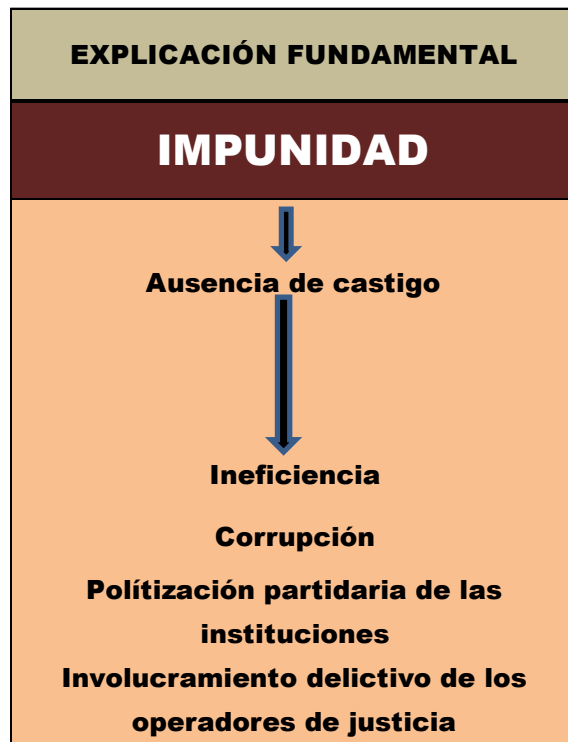 EXPLICACIÓN FUNDAMENTAL
IMPUNIDAD
Ausencia de castigo
Ineficiencia
Corrupción
Polítización partidaria de las
instituciones
Involucramiento delictivo de los
operadores de justicia